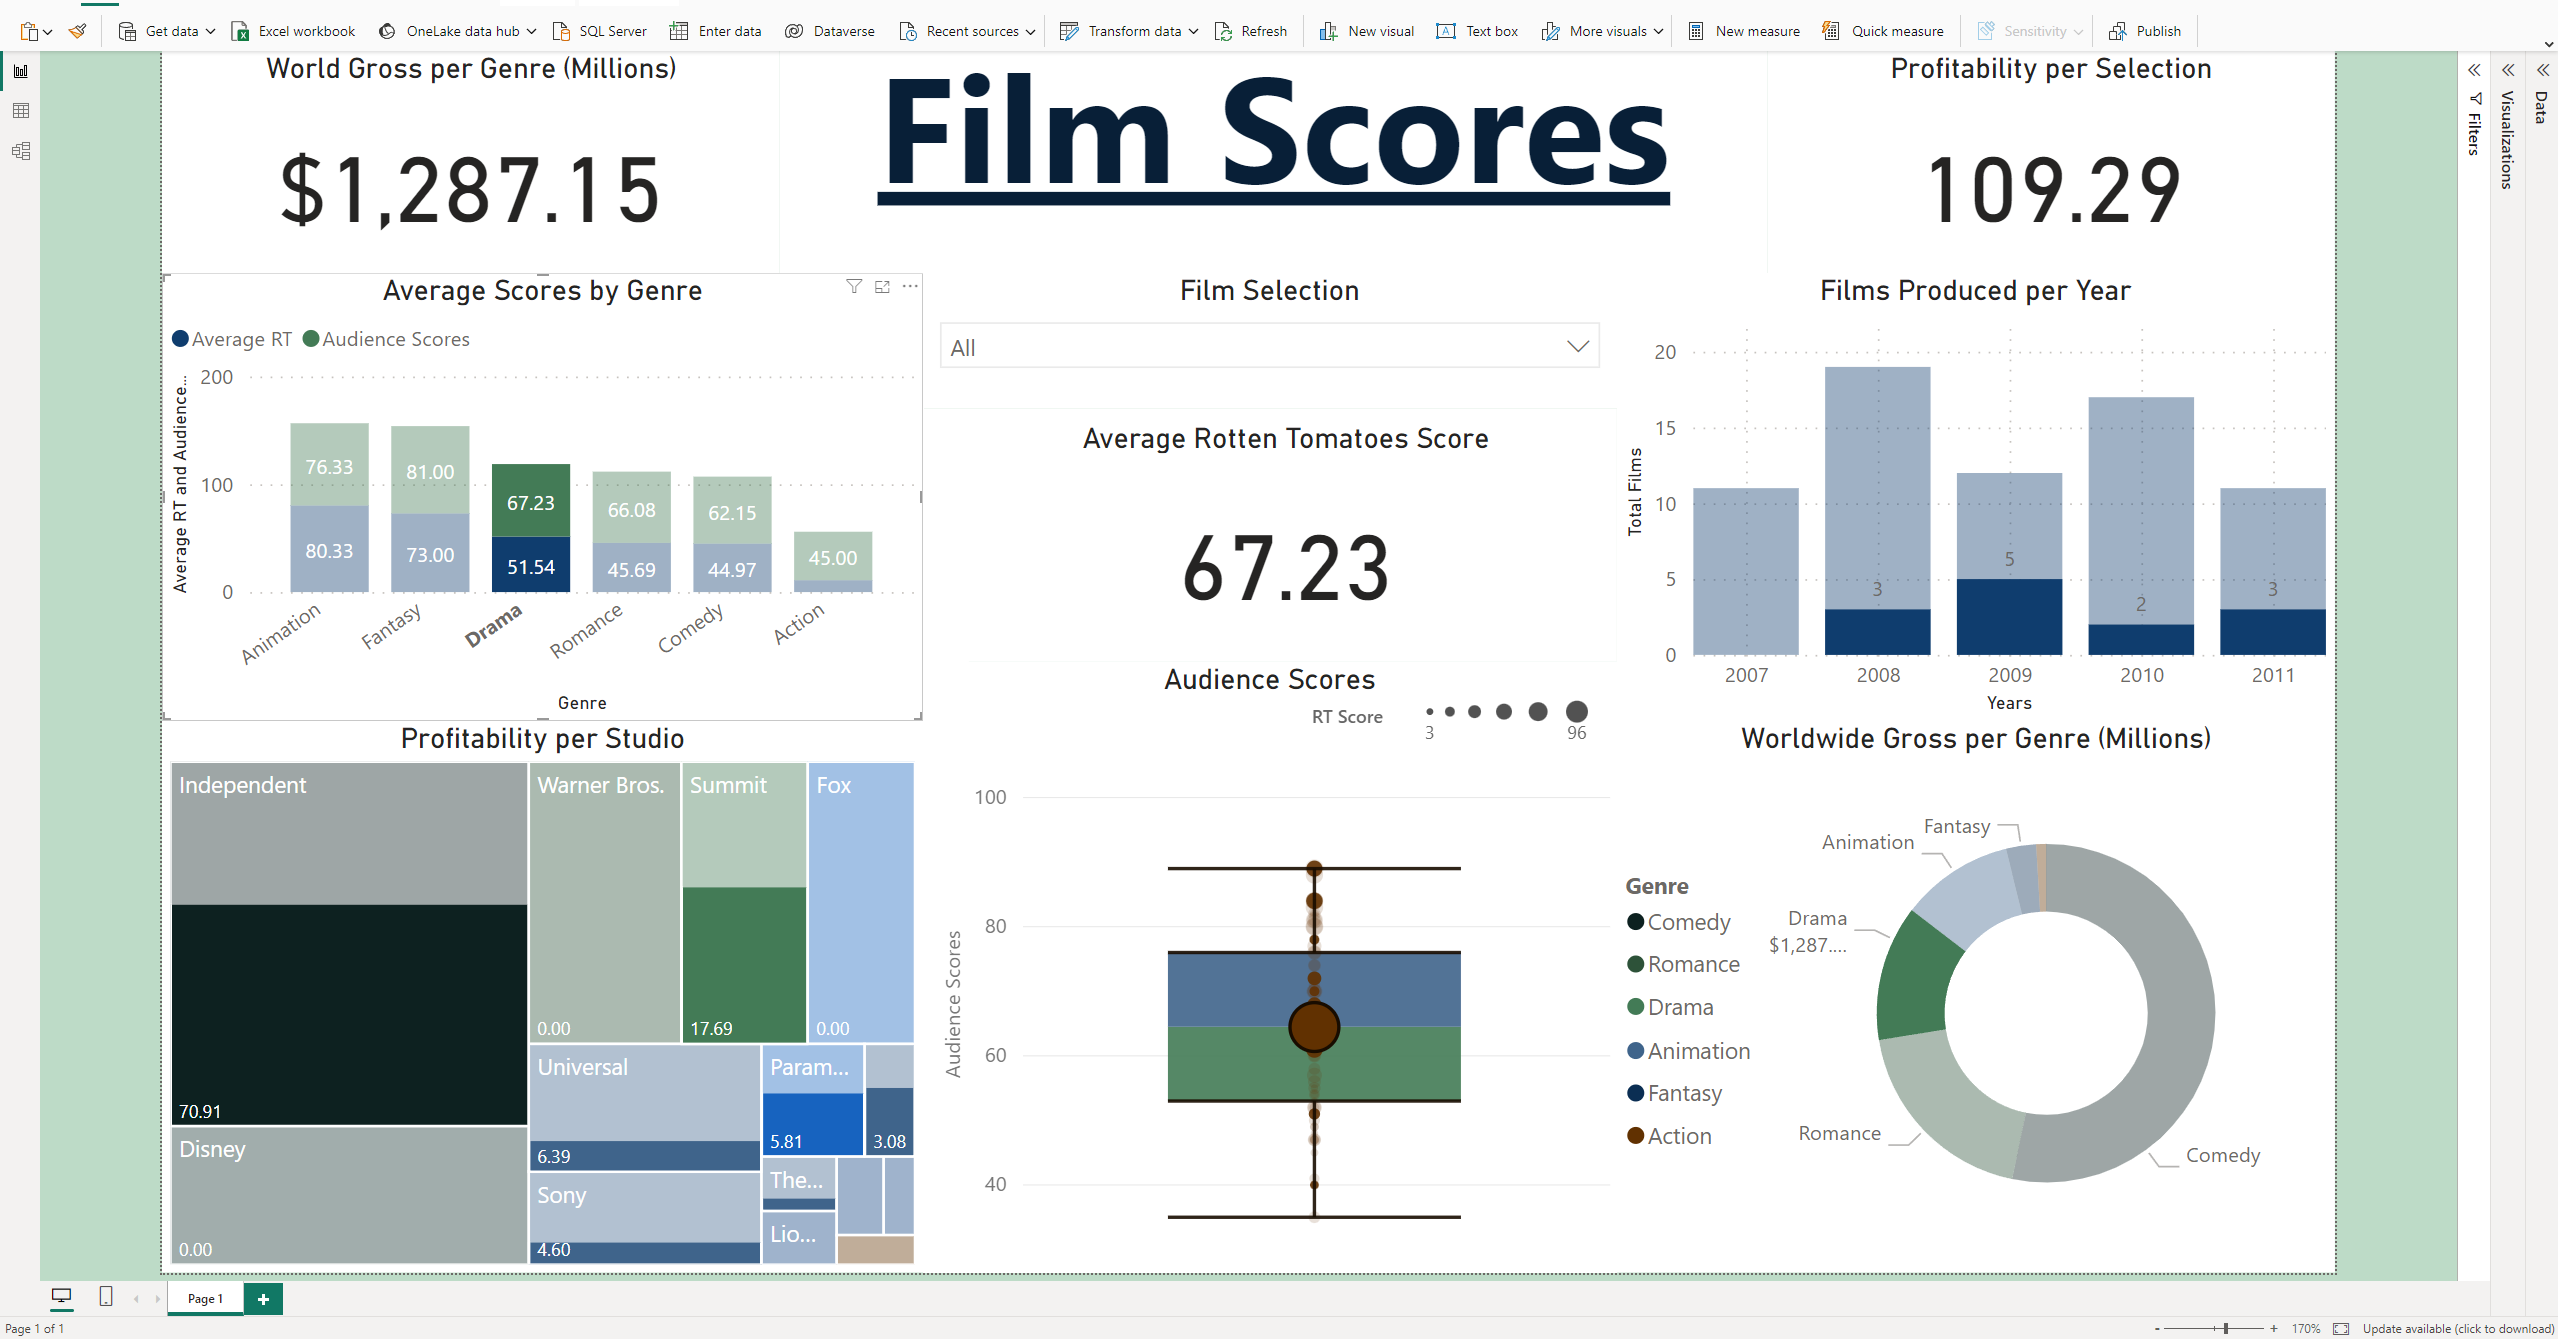 Get data
Excel workbook
OneLake data hub
SQL Server
Enter data
Dataverse
Recent sources
Transform data
Refresh
New visual
Text box
More visuals
New measure
Quick measure
Sensitivity
Publish
World Gross per Genre (Millions)
$1,287.15
Film Scores
Profitability per Selection
109.29
Filters
Visualizations
Data
Average Scores by Genre
Average RT
Audience Scores
Average RT and Audience...
200
100
0
76.33
81.00
67.23
66.08
62.15
45.00
80.33
73.00
51.54
45.69
44.97
Animation
Fantasy
Drama
Romance
Comedy
Action
Genre
Film Selection
All
Average Rotten Tomatoes Score
67.23
Films Produced per Year
Total Films
20
15
10
5
0
3
5
2
3
2007
2008
2009
2010
2011
Years
Profitability per Studio
Independent
70.91
Disney
0.00
Warner Bros.
0.00
Summit
17.69
Fox
0.00
Universal
6.39
Sony
4.60
Param...
5.81
3.08
The...
Lio...
Audience Scores
RT Score
3
96
Audience Scores
100
80
60
40
Worldwide Gross per Genre (Millions)
Genre
Comedy
Romance
Drama
Animation
Fantasy
Action
Fantasy
Animation
Drama
$1,287....
Romance
Comedy
Page 1
+
Page 1 of 1
- + 170%
Update available (click to download)